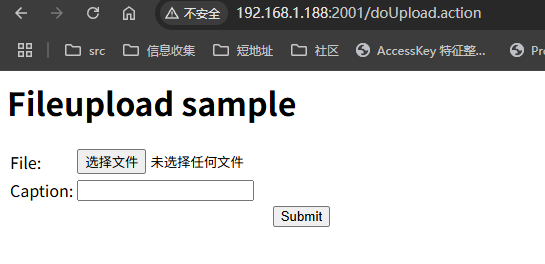 不安全 192.168.1.188:2001/doUpload.action
src 信息收集 短地址 社区 AccessKey 特征整... Pr
Fileupload sample
File: 选择文件 未选择任何文件
Caption:
Submit